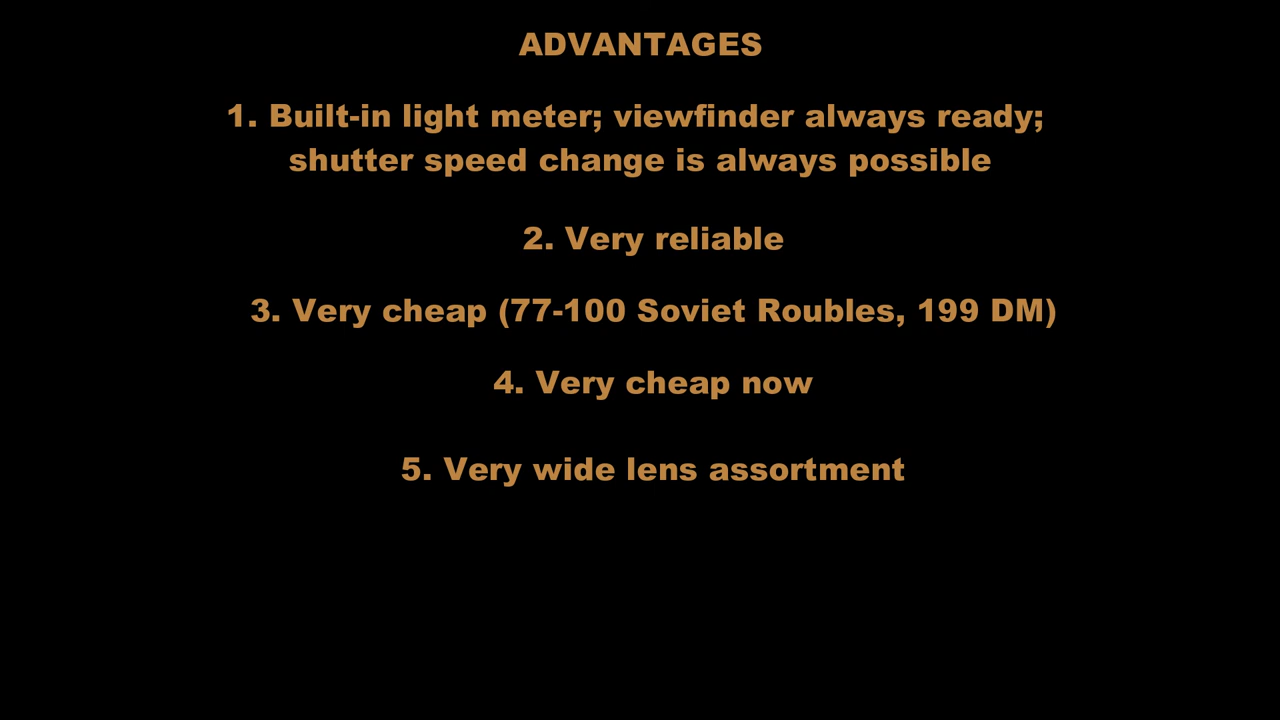 ADVANTAGES
1. Built-in light meter; viewfinder always ready;
shutter speed change is always possible
2. Very reliable
3. Very cheap (77-100 Soviet Roubles, 199 DM)
4. Very cheap now
5. Very wide lens assortment